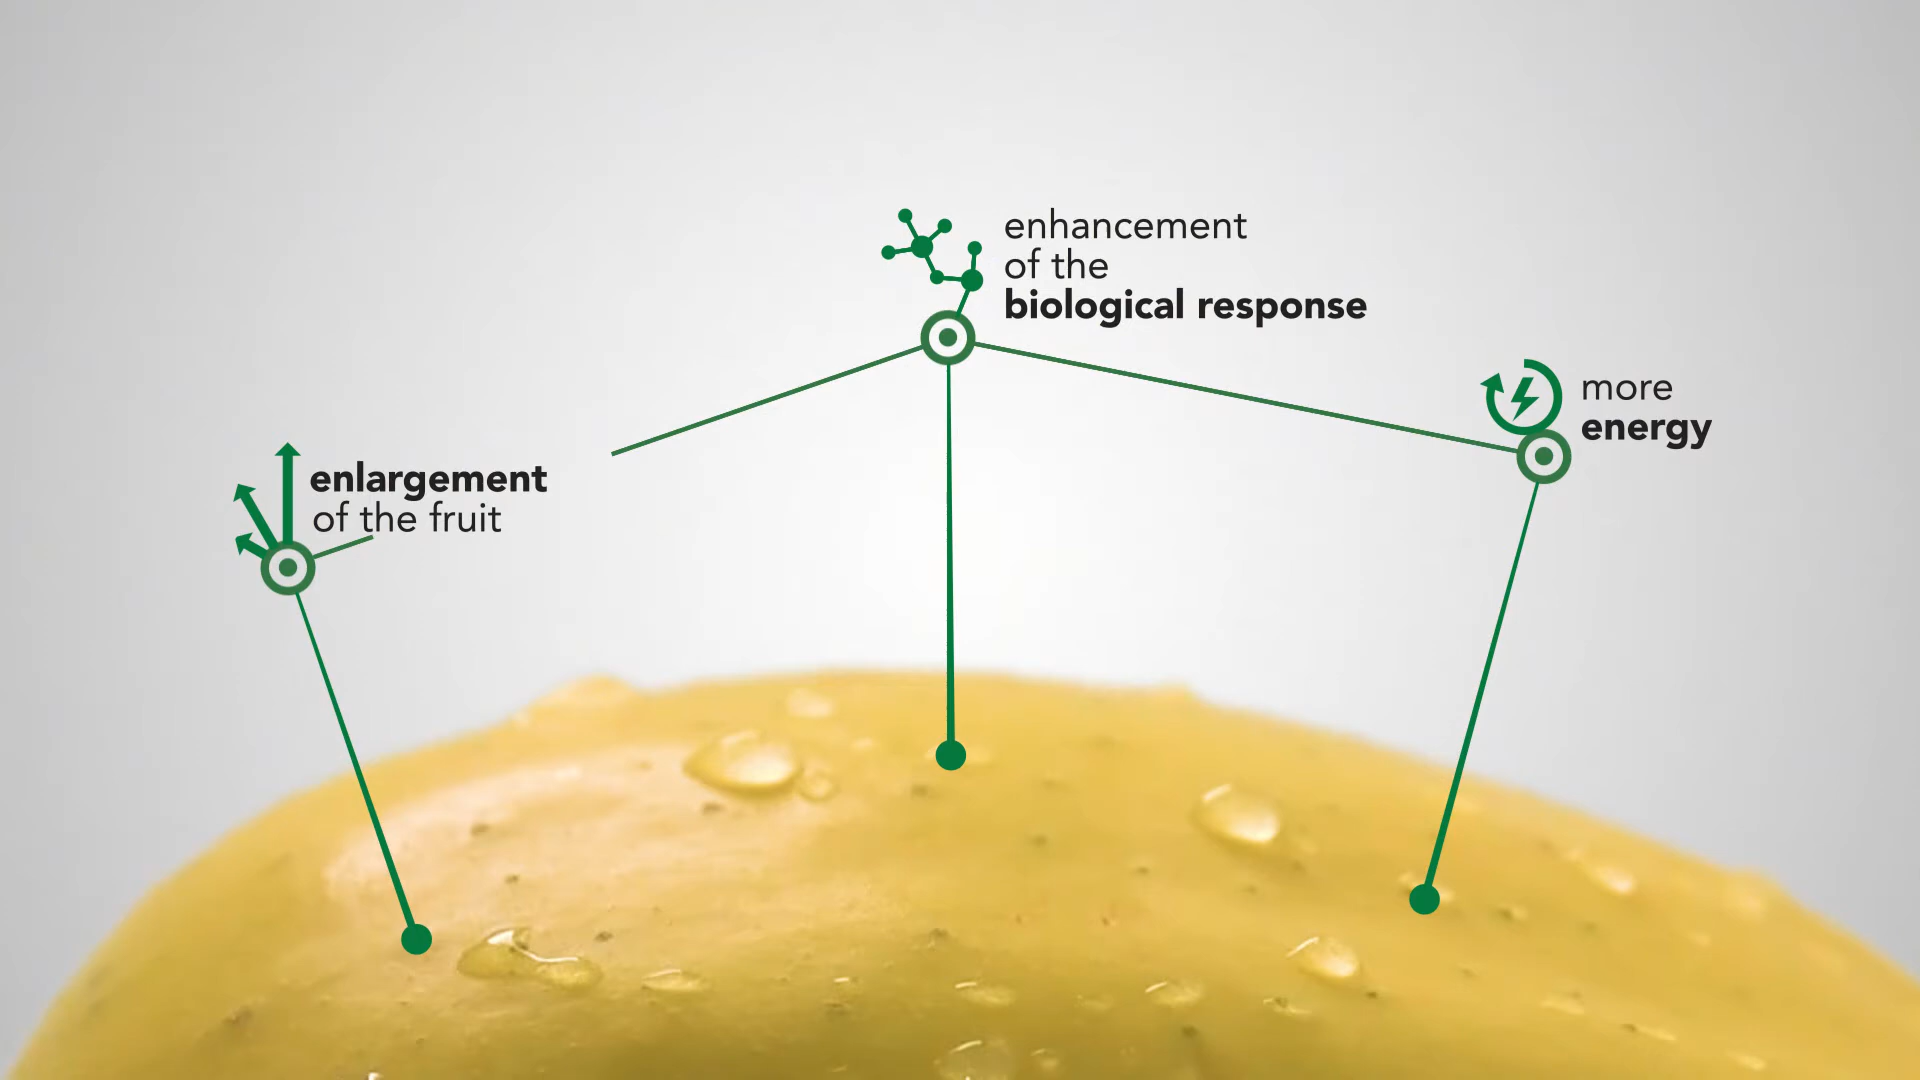 enhancement
of the
biological response
more
energy
enlargement
of the fruit